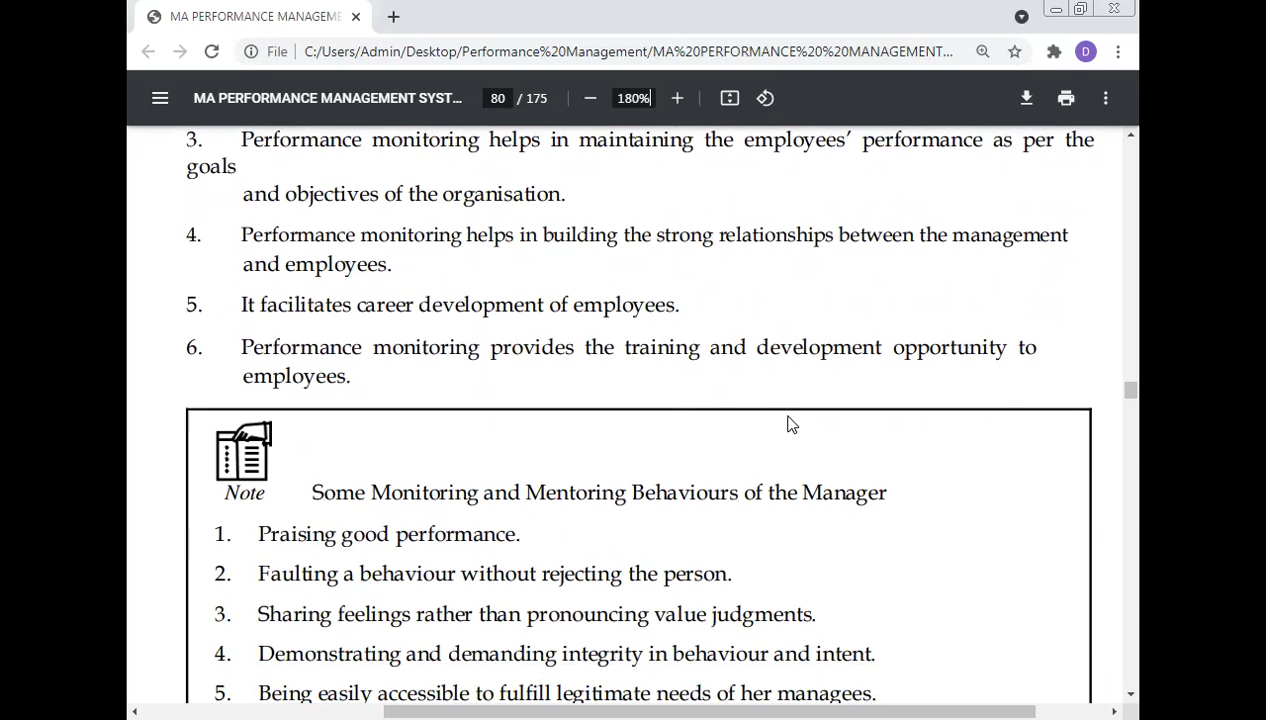 MA PERFORMANCE MANAGEME
File C:/Users/Admin/Desktop/Performance%20Management/MA%20PERFORMANCE%20%20MANAGEMENT... D
MA PERFORMANCE MANAGEMENT SYST... 80 / 175 180%
3. Performance monitoring helps in maintaining the employees’ performance as per the
goals
and objectives of the organisation.
4. Performance monitoring helps in building the strong relationships between the management
and employees.
5. It facilitates career development of employees.
6. Performance monitoring provides the training and development opportunity to
employees.
Note Some Monitoring and Mentoring Behaviours of the Manager
1. Praising good performance.
2. Faulting a behaviour without rejecting the person.
3. Sharing feelings rather than pronouncing value judgments.
4. Demonstrating and demanding integrity in behaviour and intent.
5. Being easily accessible to fulfill legitimate needs of her managees.